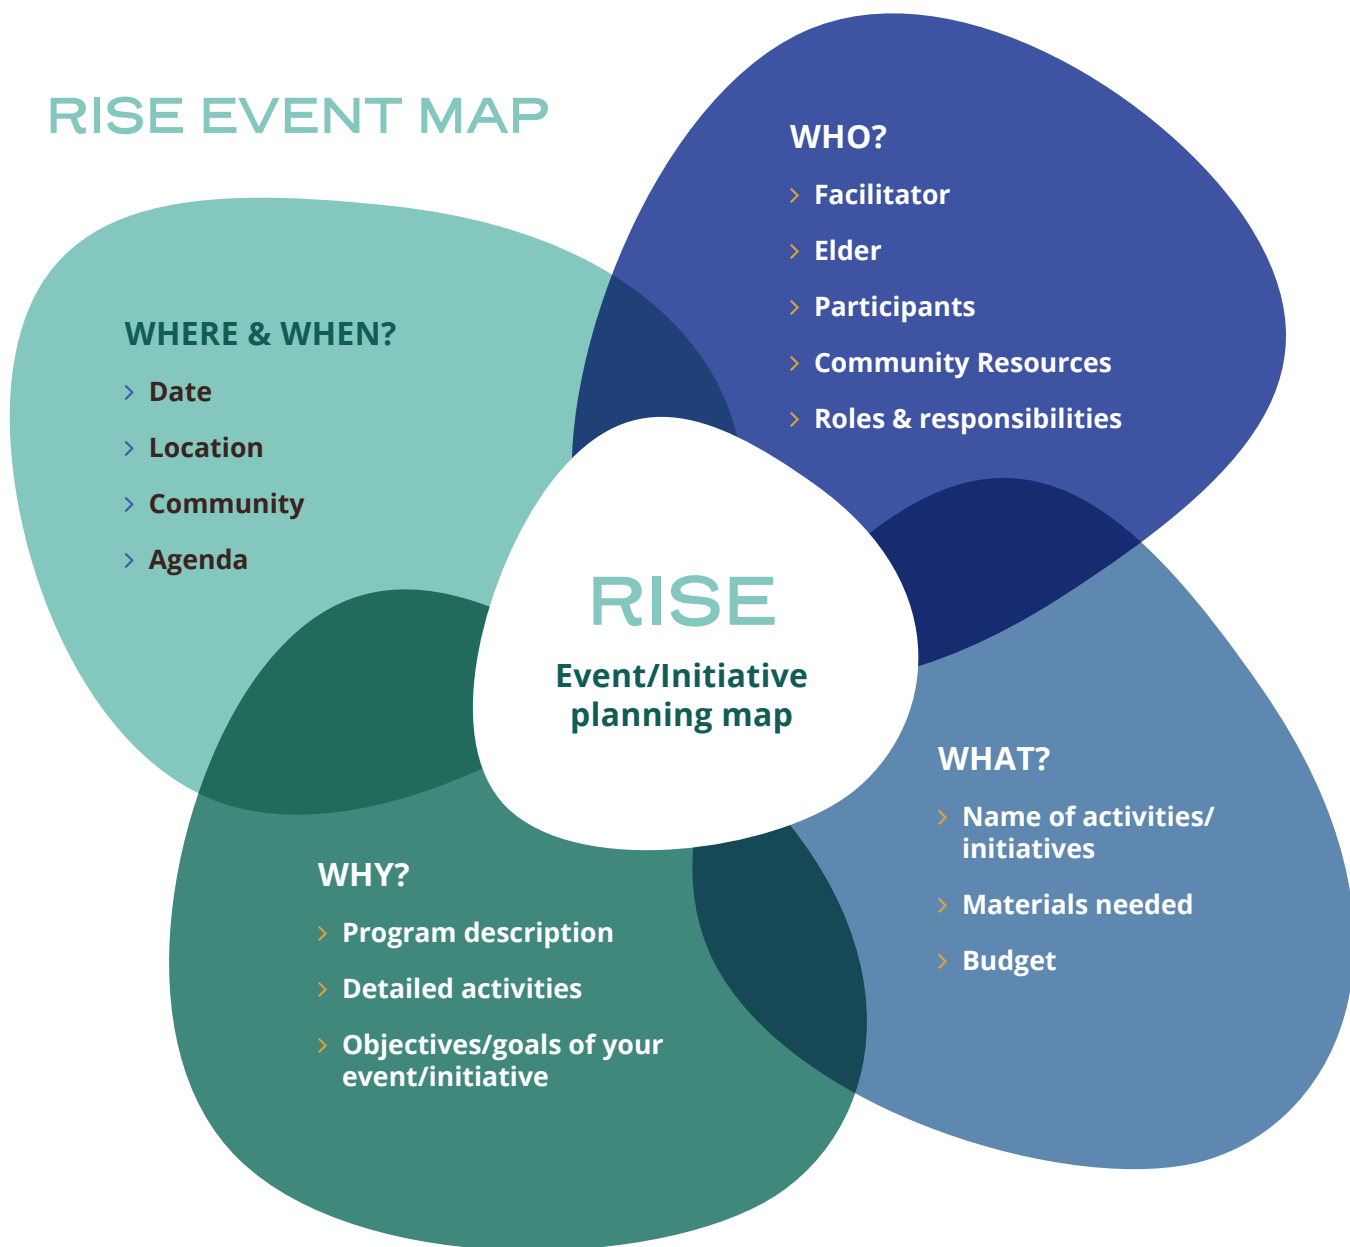 RISE EVENT MAP
WHO?
Facilitator
Elder
Participants
Community Resources
Roles & responsibilities
WHERE & WHEN?
Date
Location
Community
Agenda
RISE
Event/Initiative
planning map
WHAT?
Name of activities/
initiatives
Materials needed
Budget
WHY?
Program description
Detailed activities
Objectives/goals of your
event/initiative